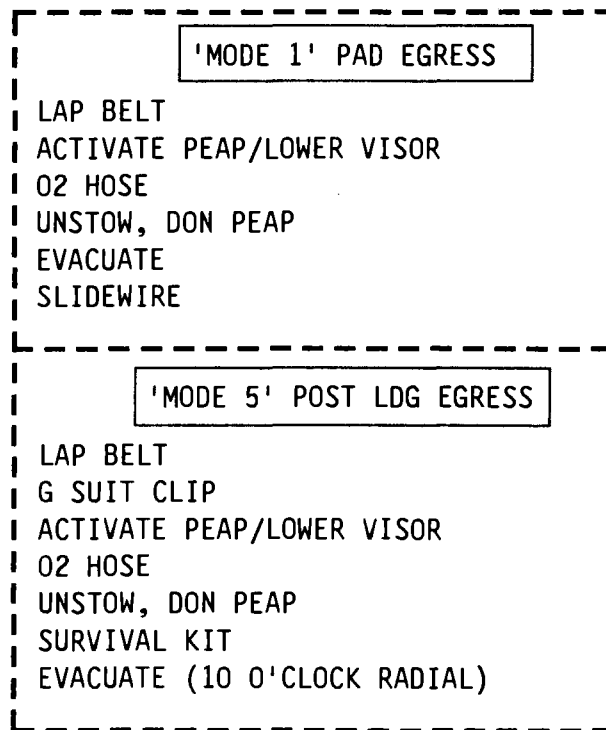 'MODE 1' PAD EGRESS
LAP BELT
ACTIVATE PEAP/LOWER VISOR
O2 HOSE
UNSTOW, DON PEAP
EVACUATE
SLIDEWIRE
'MODE 5' POST LDG EGRESS
LAP BELT
G SUIT CLIP
ACTIVATE PEAP/LOWER VISOR
O2 HOSE
UNSTOW, DON PEAP
SURVIVAL KIT
EVACUATE (10 O'CLOCK RADIAL)